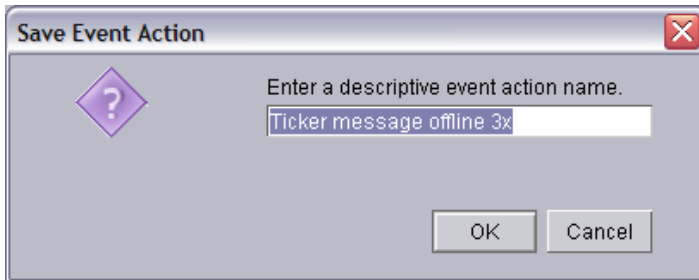 Save Event Action
?
Enter a descriptive event action name.
Ticker message offline 3x
OK Cancel